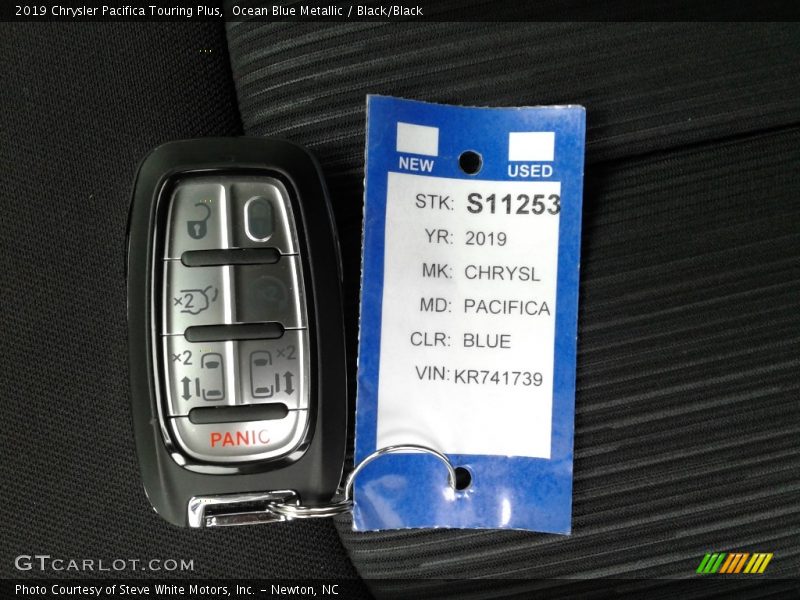 2019 Chrysler Pacifica Touring Plus,  Ocean Blue Metallic / Black/Black
NEW
USED
STK: S11253
YR: 2019
MK: CHRYSL
MD: PACIFICA
CLR: BLUE
VIN: KR741739
×2
×2 ×2
PANIC
GTCARLOT.COM
Photo Courtesy of Steve White Motors, Inc. – Newton, NC